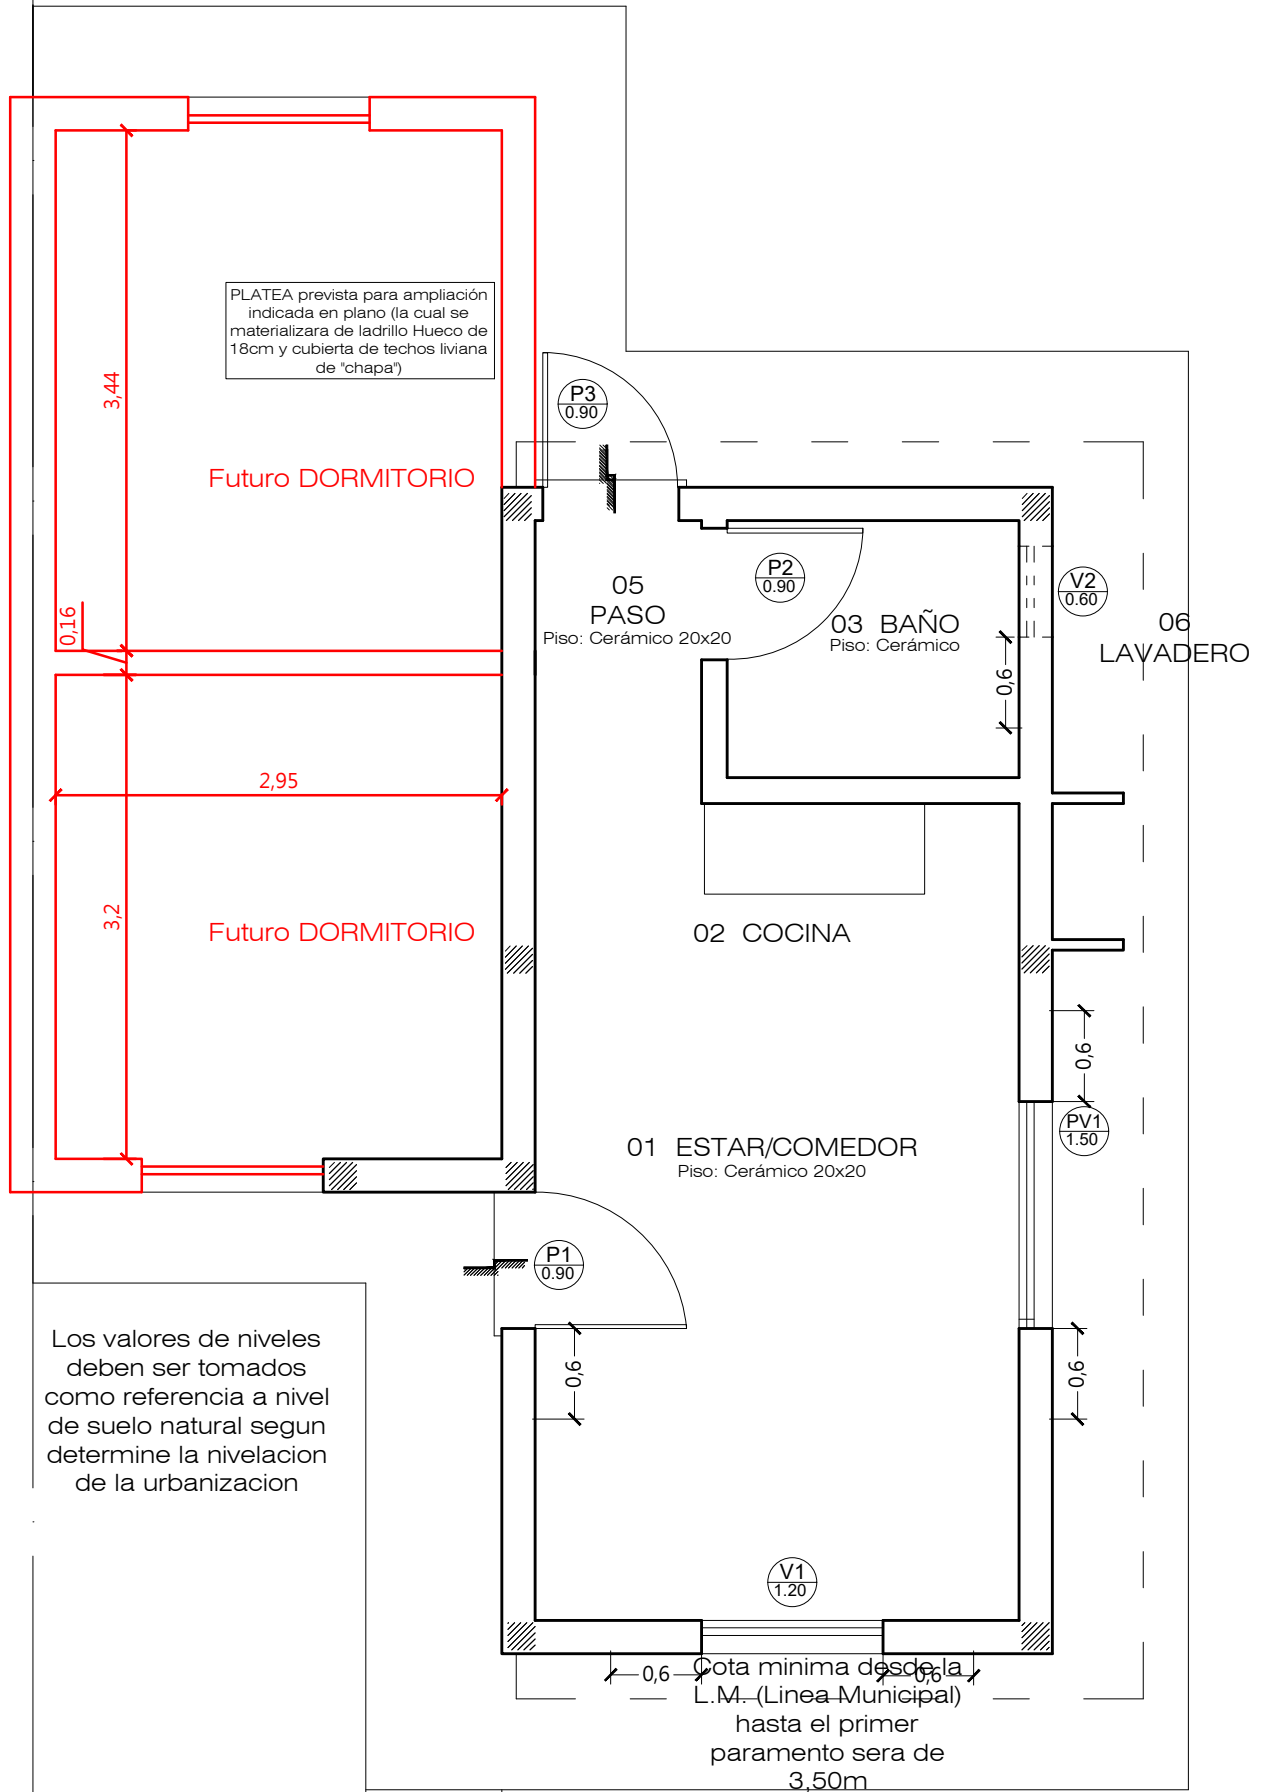 PLATEA prevista para ampliación
indicada en plano (la cual se
materializara de ladrillo Hueco de
18cm y cubierta de techos liviana
de "chapa")
3,44
P3
0.90
Futuro DORMITORIO
05
PASO
Piso: Cerámico 20x20
P2
0.90
03 BAÑO
Piso: Cerámico
V2
0.60
06
LAVADERO
0,16
0,6
2,95
3,2
Futuro DORMITORIO
02 COCINA
0,6
01 ESTAR/COMEDOR
Piso: Cerámico 20x20
PV1
1.50
P1
0.90
Los valores de niveles
deben ser tomados
como referencia a nivel
de suelo natural segun
determine la nivelacion
de la urbanizacion
0,6
0,6
V1
1.20
0,6
0,6
Cota minima desde la
L.M. (Linea Municipal)
hasta el primer
paramento sera de
3,50m